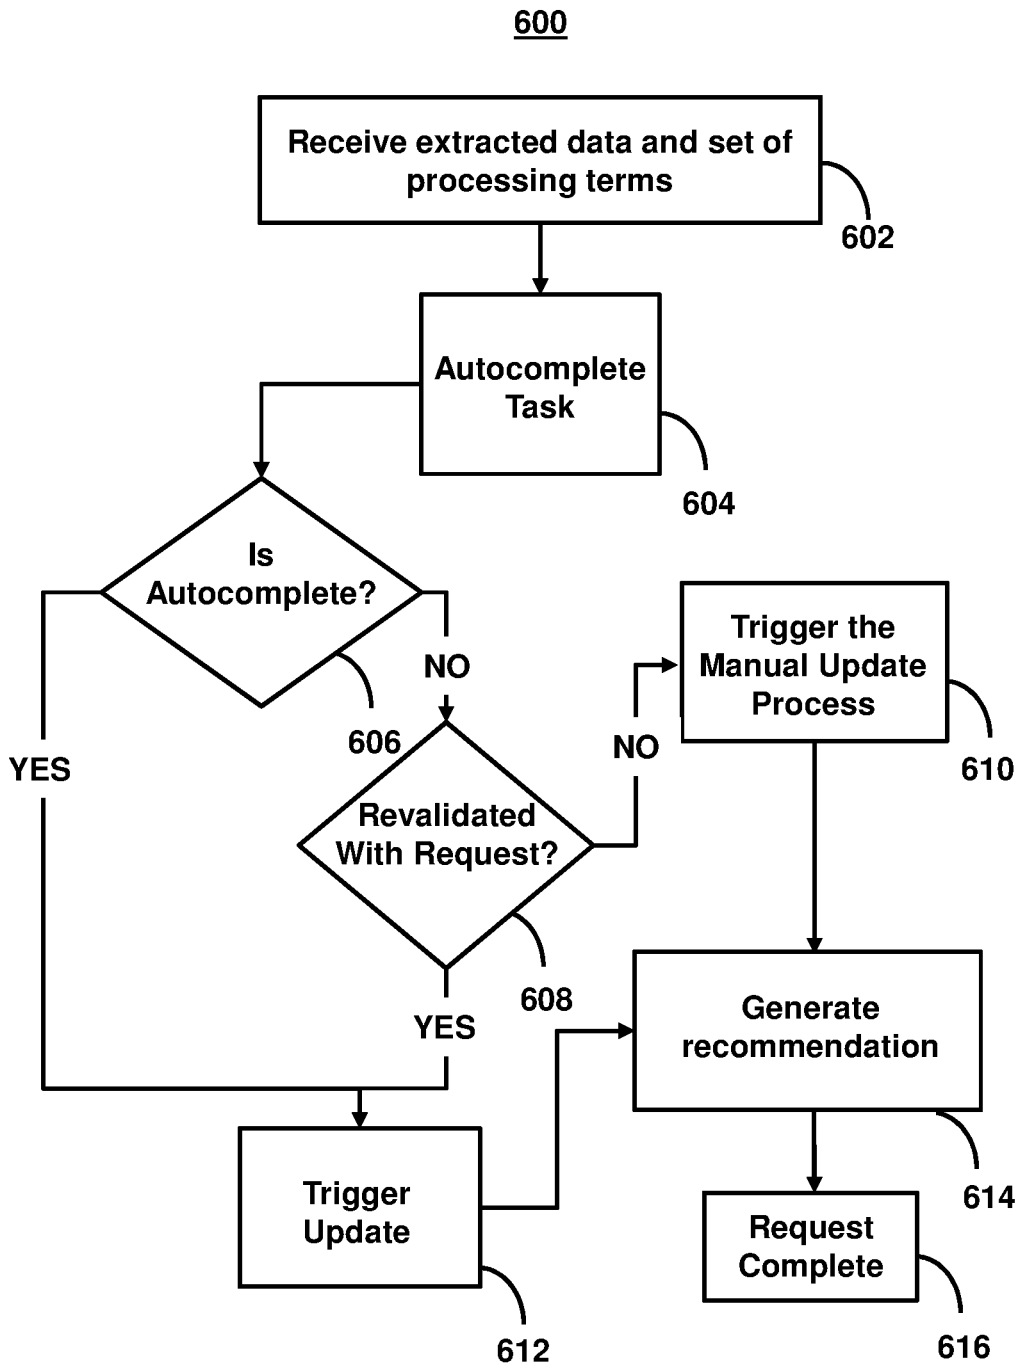 600
Receive extracted data and set of
processing terms
602
Autocomplete
Task
604
Is
Autocomplete?
606
NO
YES
Revalidated
With Request?
608
NO
YES
Trigger the
Manual Update
Process
610
Generate
recommendation
614
Trigger
Update
612
Request
Complete
616